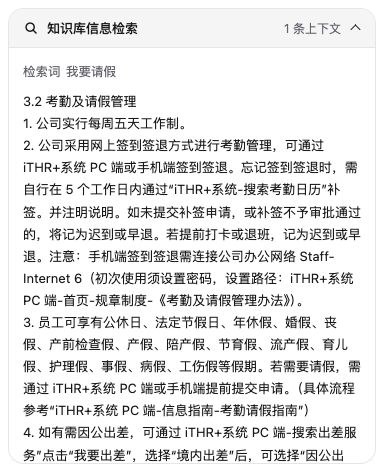 知识库信息检索
1 条上下文
检索词 我要请假
3.2 考勤及请假管理
1. 公司实行每周五天工作制。
2. 公司采用网上签到签退方式进行考勤管理，可通过
iTHR+系统 PC 端或手机端签到签退。忘记签到签退时，需
自行在 5 个工作日内通过“iTHR+系统-搜索考勤日历”补
签。并注明说明。如未提交补签申请，或补签不予审批通过
的，将记为迟到或早退。若提前打卡或退班，记为迟到或早
退。注意：手机端签到签退需连接公司办公网络 Staff-
Internet 6（初次使用须设置密码，设置路径：iTHR+系统
PC 端-首页-规章制度-《考勤及请假管理办法》）。
3. 员工可享有公休日、法定节假日、年休假、婚假、丧
假、产前检查假、产假、陪产假、节育假、流产假、育儿
假、护理假、事假、病假、工伤假等假期。若需要请假，需
通过 iTHR+系统 PC 端或手机端提前提交申请。（具体流程
参考“iTHR+系统 PC 端-信息指南-考勤请假指南”）
4. 如有需因公出差，可通过 iTHR+系统 PC 端-搜索出差服
务”点击“我要出差”，选择“境内出差”后，可选择“因公出